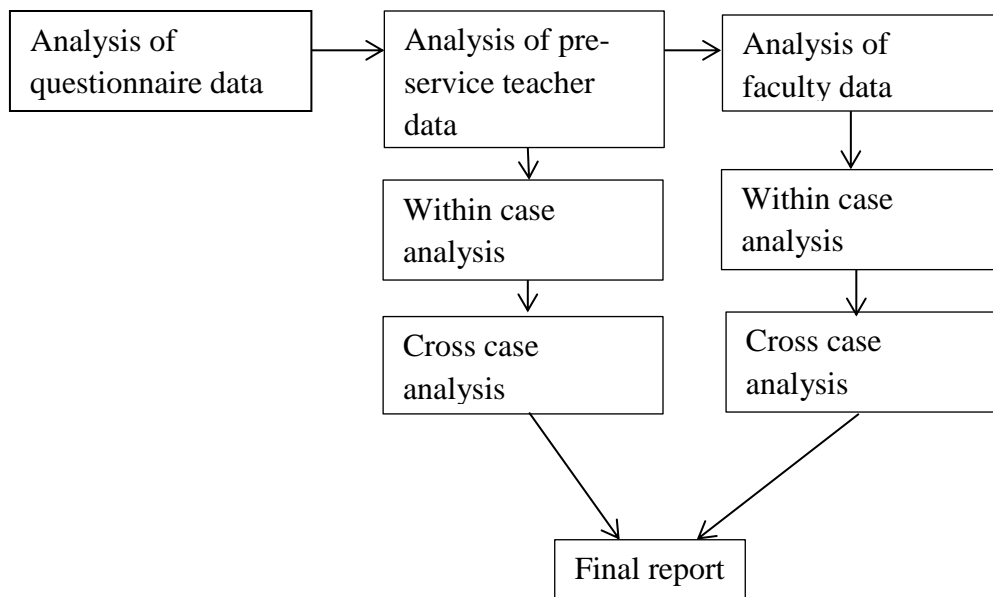 Analysis of
questionnaire data
Analysis of pre-
service teacher
data
Analysis of
faculty data
Within case
analysis
Within case
analysis
Cross case
analysis
Cross case
analysis
Final report